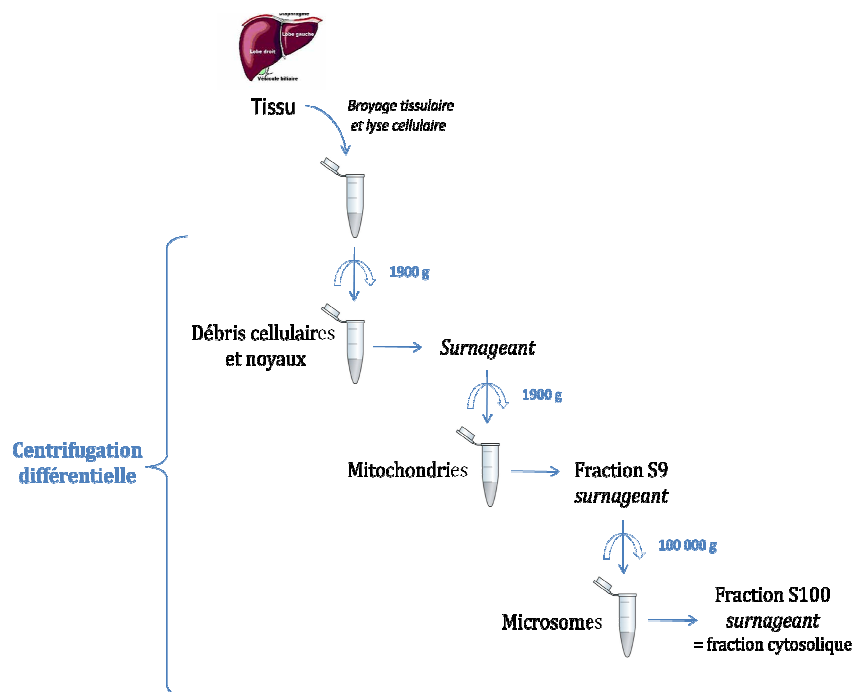 Diaphragme
Lobe gauche
Lobe droit
Vésicule biliaire
Tissu
Broyage tissulaire
et lyse cellulaire
1900 g
Débris cellulaires
et noyaux
Surnageant
1900 g
Centrifugation
différentielle
Mitochondries
Fraction S9
surnageant
100 000 g
Microsomes
Fraction S100
surnageant
= fraction cytosolique